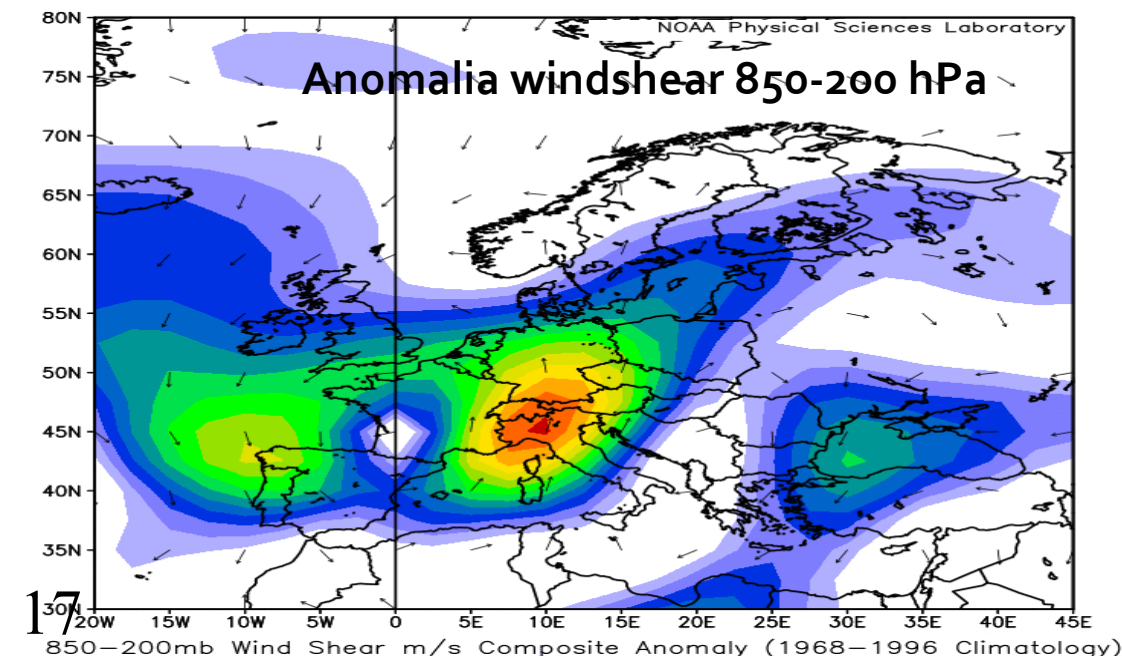 80N
NOAA Physical Sciences Laboratory
Anomalia windshear 850-200 hPa
75N
70N
65N
60N
55N
50N
45N
40N
35N
30N
17
20W 15W 10W 5W 0 5E 10E 15E 20E 25E 30E 35E 40E 45E
850-200mb Wind Shear m/s Composite Anomaly (1968-1996 Climatology)